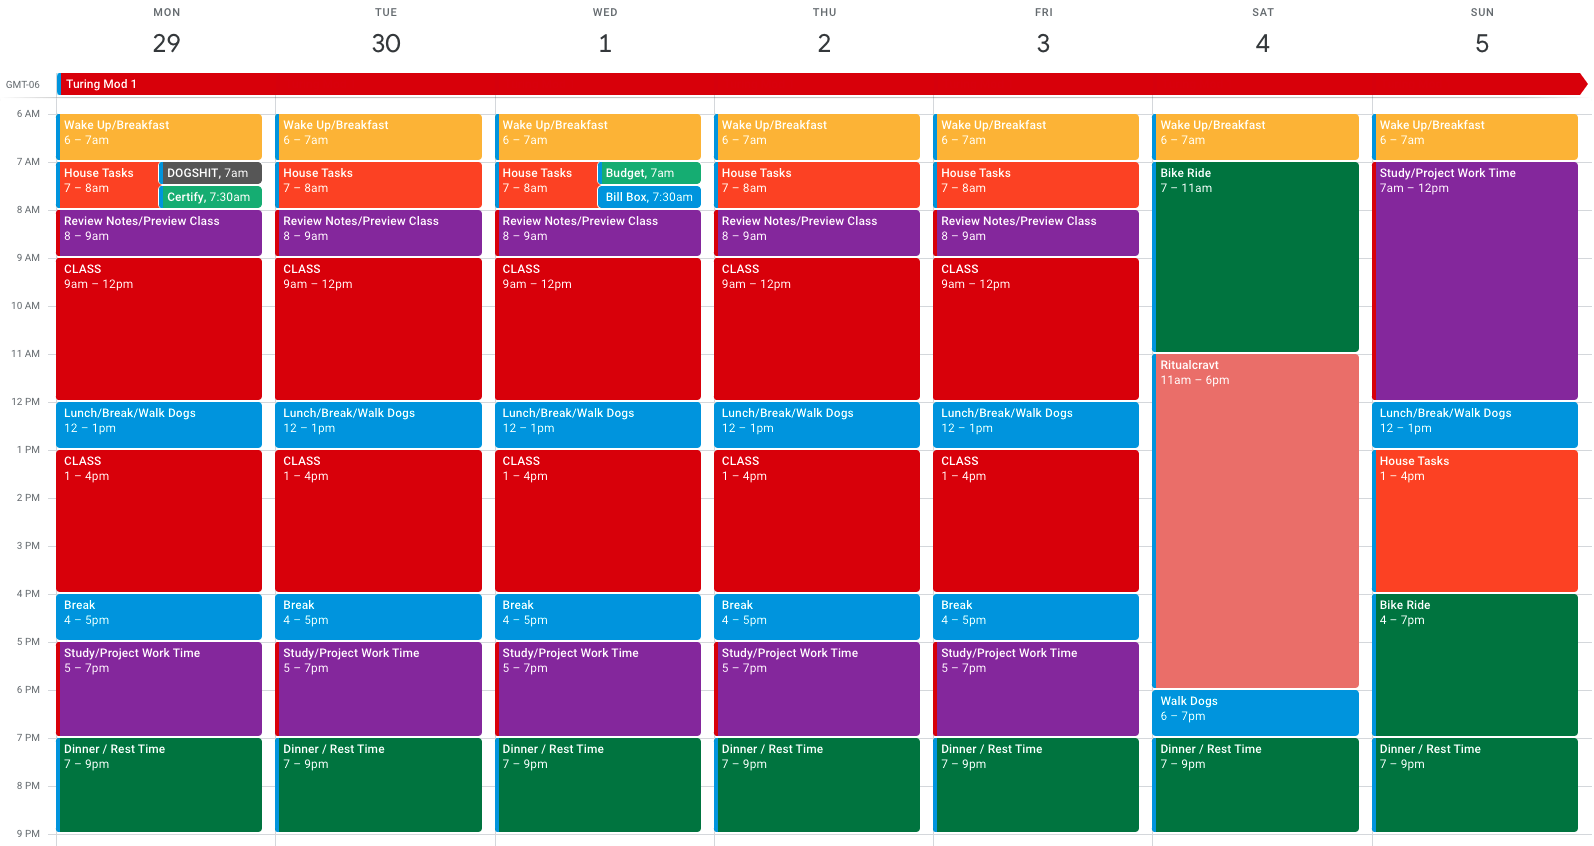 MON
TUE
WED
THU
FRI
SAT
SUN
29
30
1
2
3
4
5
GMT-06
Turing Mod 1
6 AM
7 AM
8 AM
9 AM
10 AM
11 AM
12 PM
1 PM
2 PM
3 PM
4 PM
5 PM
6 PM
7 PM
8 PM
9 PM
Wake Up/Breakfast
6 – 7am
House Tasks
7 – 8am
DOGSHIT, 7am
Certify, 7:30am
Review Notes/Preview Class
8 – 9am
CLASS
9am – 12pm
Lunch/Break/Walk Dogs
12 – 1pm
CLASS
1 – 4pm
Break
4 – 5pm
Study/Project Work Time
5 – 7pm
Dinner / Rest Time
7 – 9pm
Wake Up/Breakfast
6 – 7am
House Tasks
7 – 8am
Review Notes/Preview Class
8 – 9am
CLASS
9am – 12pm
Lunch/Break/Walk Dogs
12 – 1pm
CLASS
1 – 4pm
Break
4 – 5pm
Study/Project Work Time
5 – 7pm
Dinner / Rest Time
7 – 9pm
Wake Up/Breakfast
6 – 7am
House Tasks
7 – 8am
Budget, 7am
Bill Box, 7:30am
Review Notes/Preview Class
8 – 9am
CLASS
9am – 12pm
Lunch/Break/Walk Dogs
12 – 1pm
CLASS
1 – 4pm
Break
4 – 5pm
Study/Project Work Time
5 – 7pm
Dinner / Rest Time
7 – 9pm
Wake Up/Breakfast
6 – 7am
House Tasks
7 – 8am
Review Notes/Preview Class
8 – 9am
CLASS
9am – 12pm
Lunch/Break/Walk Dogs
12 – 1pm
CLASS
1 – 4pm
Break
4 – 5pm
Study/Project Work Time
5 – 7pm
Dinner / Rest Time
7 – 9pm
Wake Up/Breakfast
6 – 7am
House Tasks
7 – 8am
Review Notes/Preview Class
8 – 9am
CLASS
9am – 12pm
Lunch/Break/Walk Dogs
12 – 1pm
CLASS
1 – 4pm
Break
4 – 5pm
Study/Project Work Time
5 – 7pm
Dinner / Rest Time
7 – 9pm
Wake Up/Breakfast
6 – 7am
Bike Ride
7 – 11am
Ritualcravt
11am – 6pm
Walk Dogs
6 – 7pm
Dinner / Rest Time
7 – 9pm
Wake Up/Breakfast
6 – 7am
Study/Project Work Time
7am – 12pm
Lunch/Break/Walk Dogs
12 – 1pm
House Tasks
1 – 4pm
Bike Ride
4 – 7pm
Dinner / Rest Time
7 – 9pm